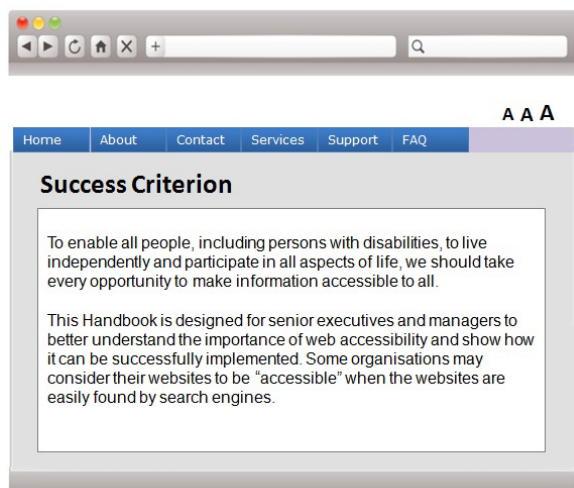 A A A
Home About Contact Services Support FAQ
Success Criterion
To enable all people, including persons with disabilities, to live
independently and participate in all aspects of life, we should take
every opportunity to make information accessible to all.
This Handbook is designed for senior executives and managers to
better understand the importance of web accessibility and show how
it can be successfully implemented. Some organisations may
consider their websites to be “accessible” when the websites are
easily found by search engines.